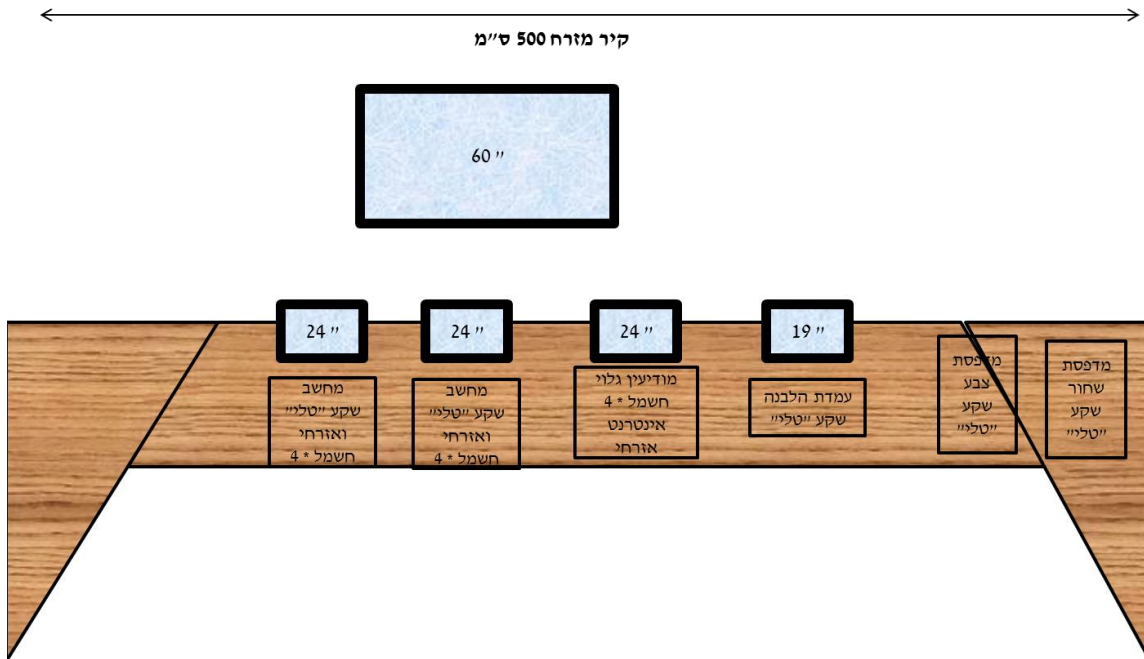 קיר מזרח 500 ס״מ
60 ״
24 ״
24 ״
24 ״
19 ״
מחשב
שקע ״טלי״
ואזרחי
חשמל * 4
מחשב
שקע ״טלי״
ואזרחי
חשמל * 4
מודיעין גלוי
חשמל * 4
אינטרנט
אזרחי
עמדת הלבנה
שקע ״טלי״
מדפסת
צבע
שקע
״טלי״
מדפסת
שחור
שקע
״טלי״